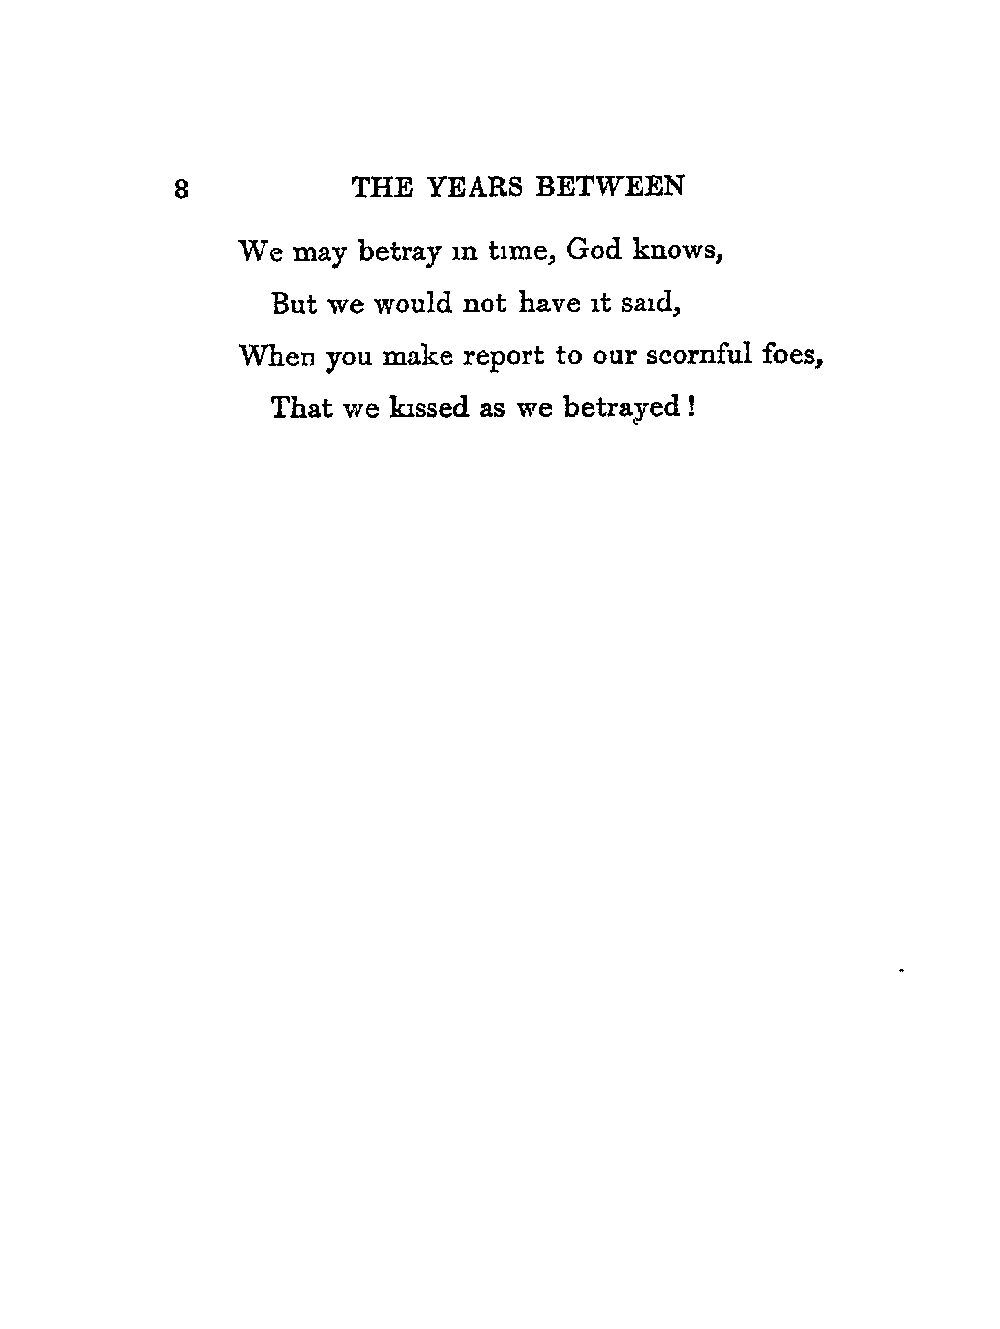 8 THE YEARS BETWEEN
We may betray in time, God knows,
But we would not have it said,
When you make report to our scornful foes,
That we kissed as we betrayed!